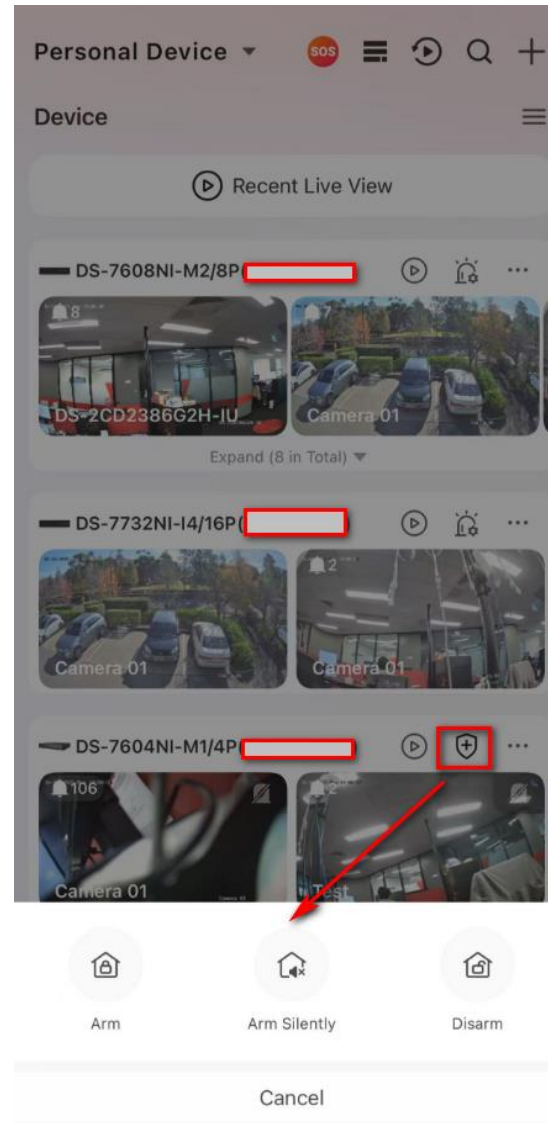 Personal Device
SOS
Device
Recent Live View
DS-7608NI-M2/8P(
8
DS-2CD2386G2H-IU
Camera 01
Expand (8 in Total)
DS-7732NI-I4/16P(
2
Camera 01
Camera 01
DS-7604NI-M1/4P(
106
2
Camera 01
Test
Arm
Arm Silently
Disarm
Cancel